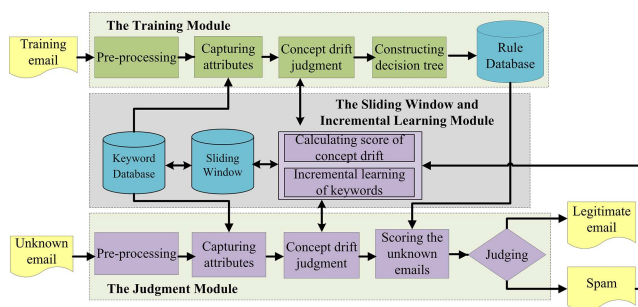 The Training Module
Training
email
Pre-processing
Capturing
attributes
Concept drift
judgment
Constructing
decision tree
Rule
Database
The Sliding Window and
Incremental Learning Module
Keyword
Database
Sliding
Window
Calculating score of
concept drift
Incremental learning
of keywords
Unknown
email
Pre-processing
Capturing
attributes
Concept drift
judgment
Scoring the
unknown
emails
Judging
Legitimate
email
Spam
The Judgment Module